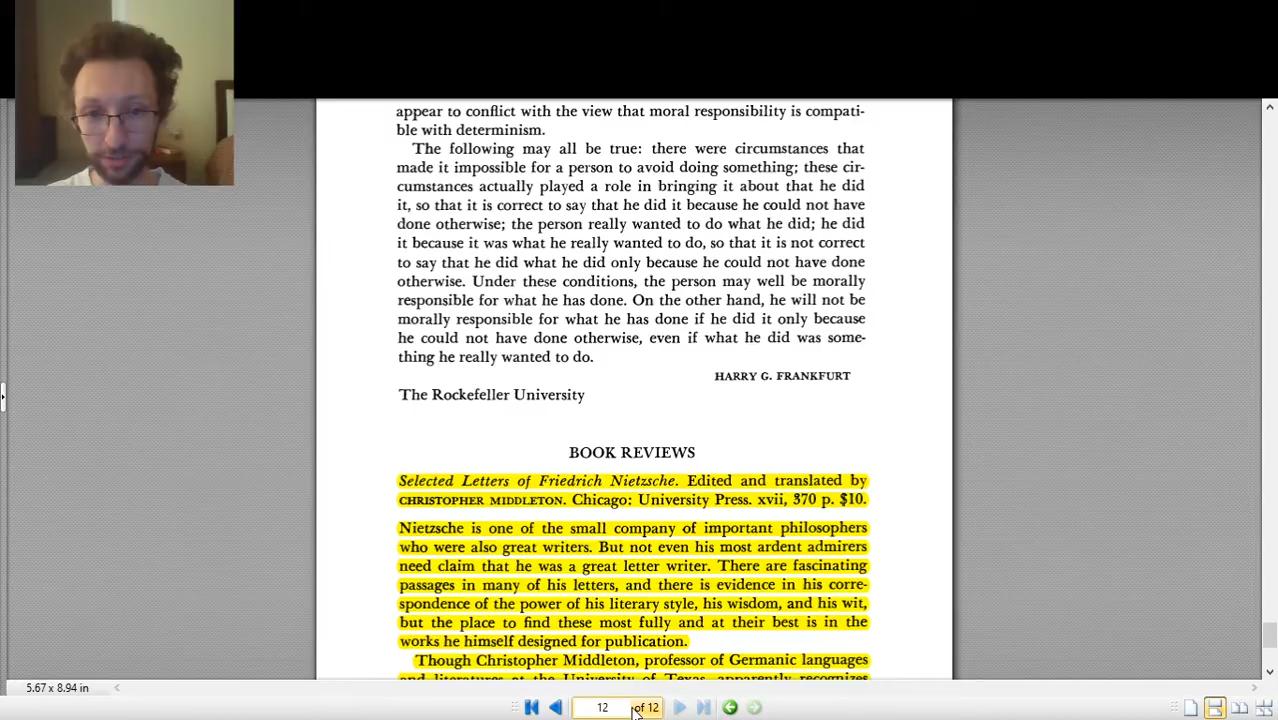 appear to conflict with the view that moral responsibility is compati-
ble with determinism.
The following may all be true: there were circumstances that
made it impossible for a person to avoid doing something; these cir-
cumstances actually played a role in bringing it about that he did
it, so that it is correct to say that he did it because he could not have
done otherwise; the person really wanted to do what he did; he did
it because it was what he really wanted to do, so that it is not correct
to say that he did what he did only because he could not have done
otherwise. Under these conditions, the person may well be morally
responsible for what he has done. On the other hand, he will not be
morally responsible for what he has done if he did it only because
he could not have done otherwise, even if what he did was some-
thing he really wanted to do.
HARRY G. FRANKFURT
The Rockefeller University
BOOK REVIEWS
Selected Letters of Friedrich Nietzsche. Edited and translated by
CHRISTOPHER MIDDLETON. Chicago: University Press. xvii, 370 p. $10.
Nietzsche is one of the small company of important philosophers
who were also great writers. But not even his most ardent admirers
need claim that he was a great letter writer. There are fascinating
passages in many of his letters, and there is evidence in his corre-
spondence of the power of his literary style, his wisdom, and his wit,
but the place to find these most fully and at their best is in the
works he himself designed for publication.
Though Christopher Middleton, professor of Germanic languages
and literatures at the University of Texas, apparently recognizes
5.67 x 8.94 in
12 of 12